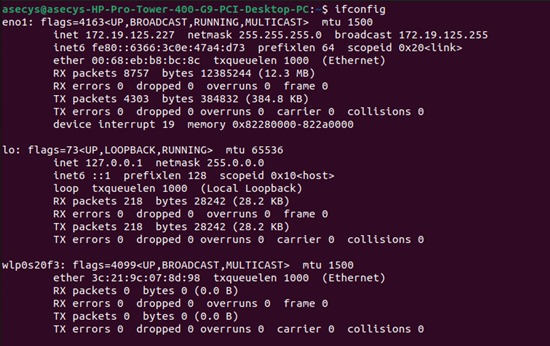 asecys@asecys-HP-Pro-Tower-400-G9-PCI-Desktop-PC:~$ ifconfig
eno1: flags=4163<UP,BROADCAST,RUNNING,MULTICAST>  mtu 1500
        inet 172.19.125.227  netmask 255.255.255.0  broadcast 172.19.125.255
        inet6 fe80::6366:3c0e:47a4:d73  prefixlen 64  scopeid 0x20<link>
        ether 00:68:eb:b8:bc:8c  txqueuelen 1000  (Ethernet)
        RX packets 8757  bytes 12385244 (12.3 MB)
        RX errors 0  dropped 0  overruns 0  frame 0
        TX packets 4303  bytes 384832 (384.8 KB)
        TX errors 0  dropped 0 overruns 0  carrier 0  collisions 0
        device interrupt 19  memory 0x82280000-822a0000
lo: flags=73<UP,LOOPBACK,RUNNING>  mtu 65536
        inet 127.0.0.1  netmask 255.0.0.0
        inet6 ::1  prefixlen 128  scopeid 0x10<host>
        loop  txqueuelen 1000  (Local Loopback)
        RX packets 218  bytes 28242 (28.2 KB)
        RX errors 0  dropped 0  overruns 0  frame 0
        TX packets 218  bytes 28242 (28.2 KB)
        TX errors 0  dropped 0 overruns 0  carrier 0  collisions 0
wlp0s20f3: flags=4099<UP,BROADCAST,MULTICAST>  mtu 1500
        ether 3c:21:9c:07:8d:98  txqueuelen 1000  (Ethernet)
        RX packets 0  bytes 0 (0.0 B)
        RX errors 0  dropped 0  overruns 0  frame 0
        TX packets 0  bytes 0 (0.0 B)
        TX errors 0  dropped 0 overruns 0  carrier 0  collisions 0